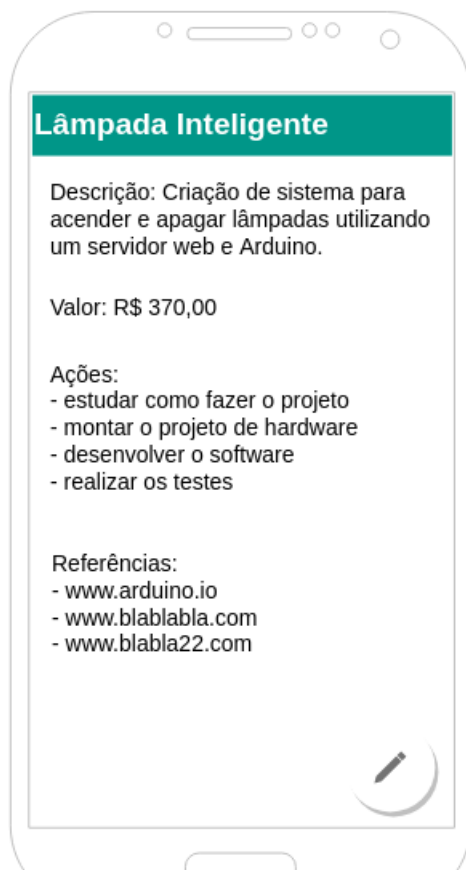 Lâmpada Inteligente
Descrição: Criação de sistema para
acender e apagar lâmpadas utilizando
um servidor web e Arduino.
Valor: R$ 370,00
Ações:
- estudar como fazer o projeto
- montar o projeto de hardware
- desenvolver o software
- realizar os testes
Referências:
- www.arduino.io
- www.blablabla.com
- www.blabla22.com